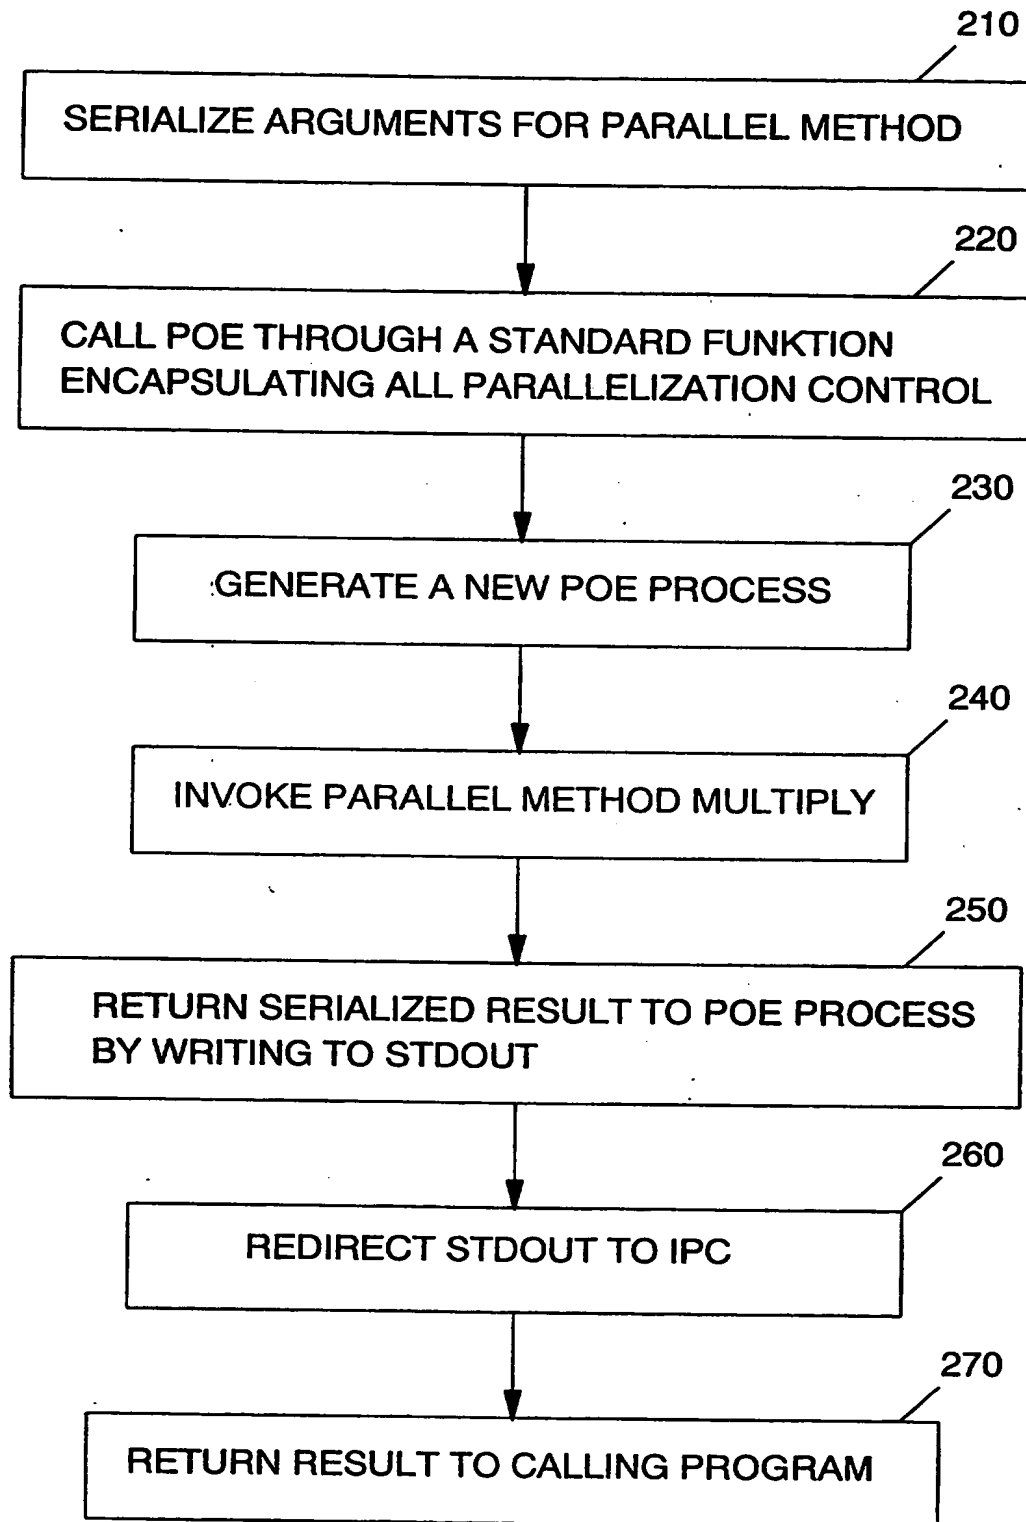 210
SERIALIZE ARGUMENTS FOR PARALLEL METHOD
220
CALL POE THROUGH A STANDARD FUNKTION
ENCAPSULATING ALL PARALLELIZATION CONTROL
230
GENERATE A NEW POE PROCESS
240
INVOKE PARALLEL METHOD MULTIPLY
250
RETURN SERIALIZED RESULT TO POE PROCESS
BY WRITING TO STDOUT
260
REDIRECT STDOUT TO IPC
270
RETURN RESULT TO CALLING PROGRAM